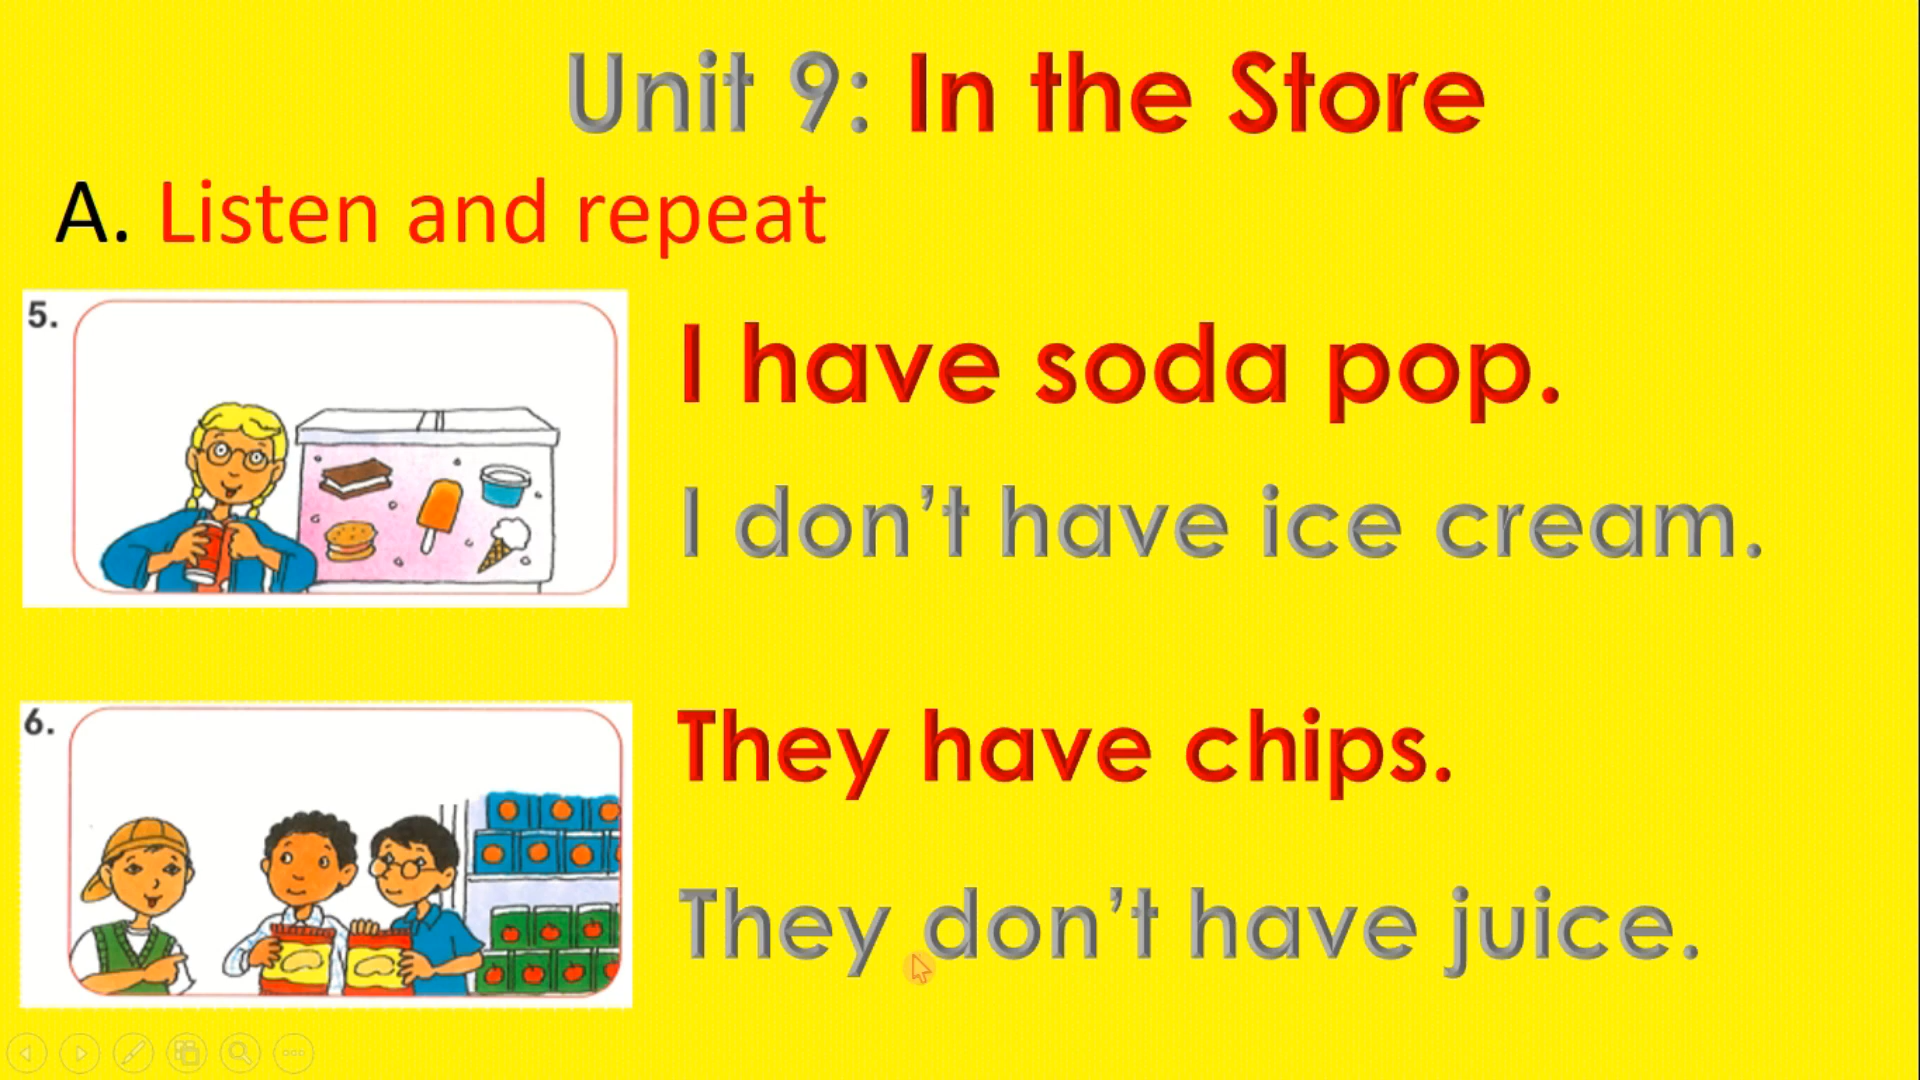 Unit 9: In the Store
A. Listen and repeat
5.
I have soda pop.
I don't have ice cream.
6.
They have chips.
They don't have juice.